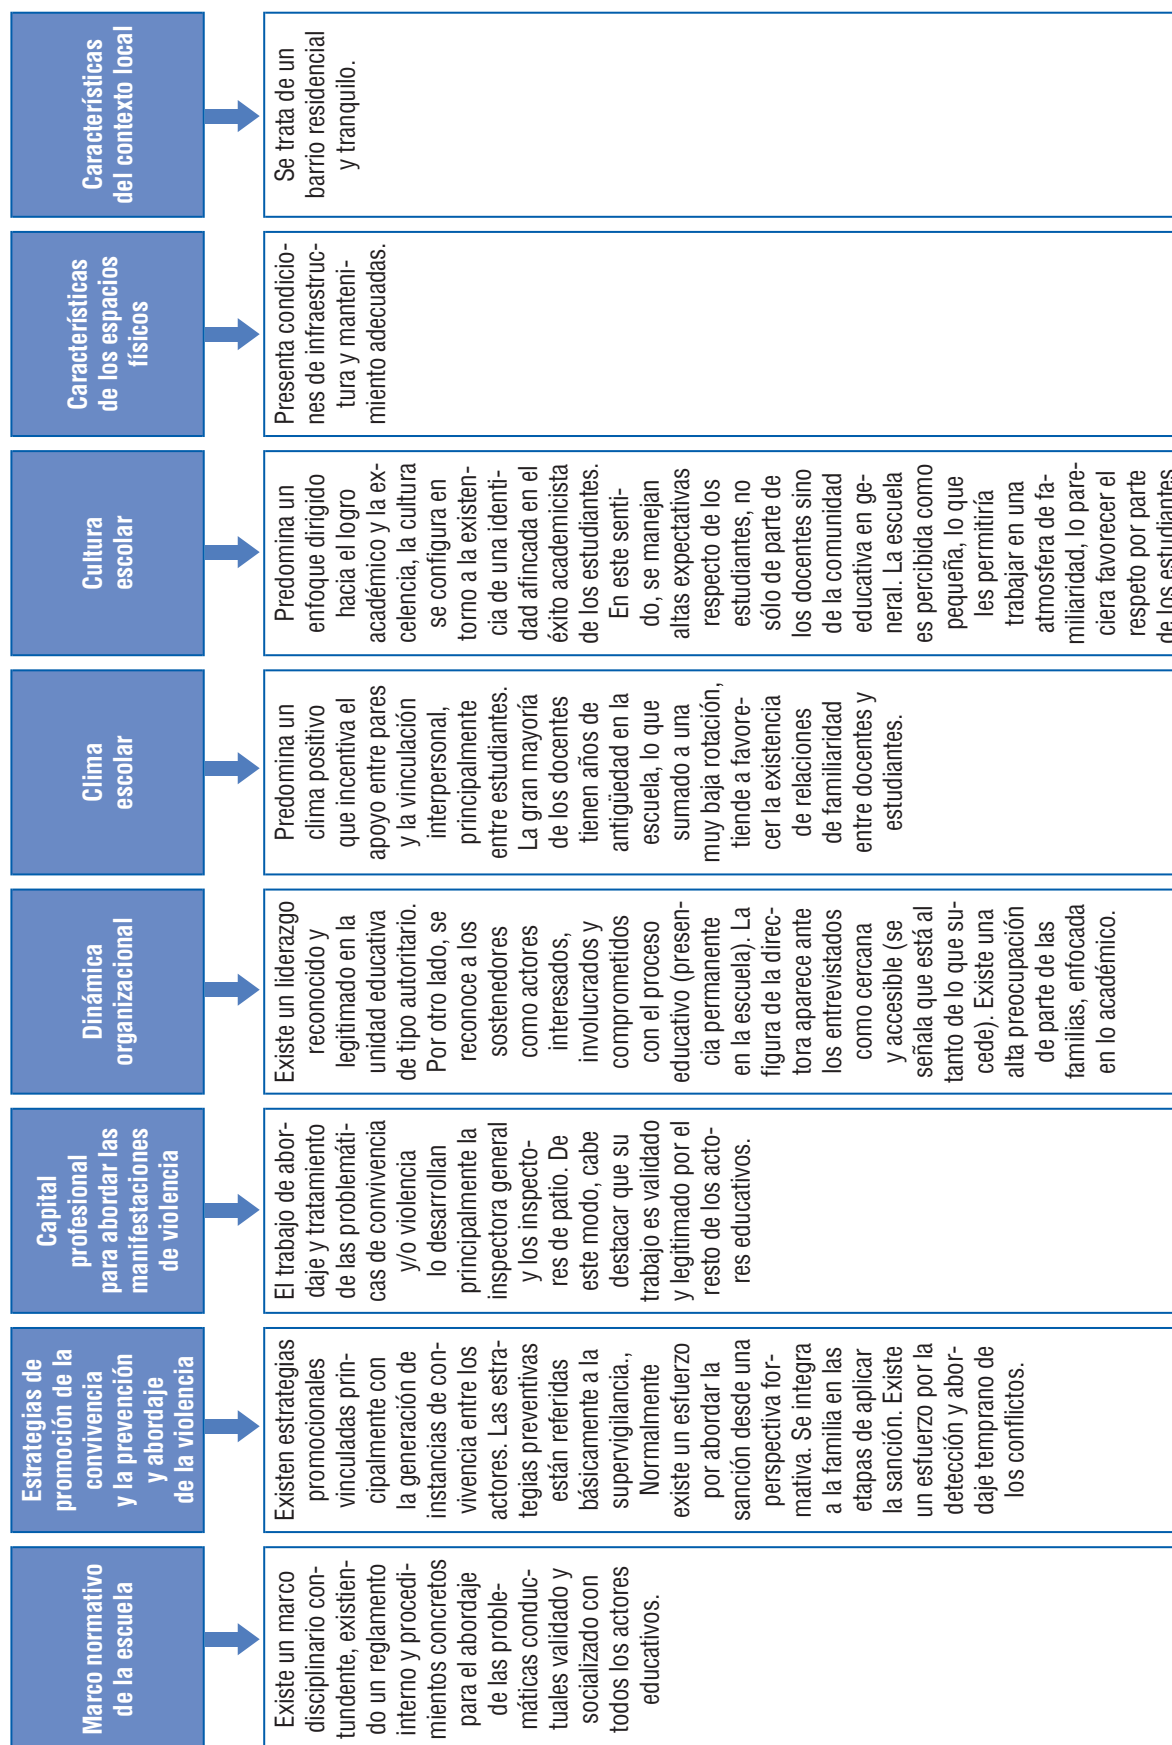 Marco normativo
de la escuela
Existe un marco
disciplinario con-
tundente, existien-
do un reglamento
interno y procedi-
mientos concretos
para el abordaje
de las proble-
máticas conduc-
tuales validado y
socializado con
todos los actores
educativos.
Estrategias de
promoción de la
convivencia
y la prevención
y abordaje
de la violencia
Existen estrategias
promocionales
vinculadas prin-
cipalmente con
la generación de
instancias de con-
vivencia entre los
actores. Las estra-
tegias preventivas
están referidas
básicamente a la
supervigilancia.,
Normalmente
existe un esfuerzo
por abordar la
sanción desde una
perspectiva for-
mativa. Se integra
a la familia en las
etapas de aplicar
la sanción. Existe
un esfuerzo por la
detección y abor-
daje temprano de
los conflictos.
Capital
profesional
para abordar las
manifestaciones
de violencia
El trabajo de abor-
daje y tratamiento
de las problemáti-
cas de convivencia
y/o violencia
lo desarrollan
principalmente la
inspectora general
y los inspecto-
res de patio. De
este modo, cabe
destacar que su
trabajo es validado
y legitimado por el
resto de los acto-
res educativos.
Dinámica
organizacional
Existe un liderazgo
reconocido y
legitimado en la
unidad educativa
de tipo autoritario.
Por otro lado, se
reconoce a los
sostenedores
como actores
interesados,
involucrados y
comprometidos
con el proceso
educativo (presen-
cia permanente
en la escuela). La
figura de la direc-
tora aparece ante
los entrevistados
como cercana
y accesible (se
señala que está al
tanto de lo que su-
cede). Existe una
alta preocupación
de parte de las
familias, enfocada
en lo académico.
Clima
escolar
Predomina un
clima positivo
que incentiva el
apoyo entre pares
y la vinculación
interpersonal,
principalmente
entre estudiantes.
La gran mayoría
de los docentes
tienen años de
antigüedad en la
escuela, lo que
sumado a una
muy baja rotación,
tiende a favore-
cer la existencia
de relaciones
de familiaridad
entre docentes y
estudiantes.
Cultura
escolar
Predomina un
enfoque dirigido
hacia el logro
académico y la ex-
celencia, la cultura
se configura en
torno a la existen-
cia de una identi-
dad afincada en el
éxito academicista
de los estudiantes.
En este senti-
do, se manejan
altas expectativas
respecto de los
estudiantes, no
sólo de parte de
los docentes sino
de la comunidad
educativa en ge-
neral. La escuela
es percibida como
pequeña, lo que
les permitiría
trabajar en una
atmosfera de fa-
miliaridad, lo pare-
ciera favorecer el
respeto por parte
de los estudiantes
Características
de los espacios
físicos
Presenta condicio-
nes de infraestruc-
tura y manteni-
miento adecuadas.
Características
del contexto local
Se trata de un
barrio residencial
y tranquilo.